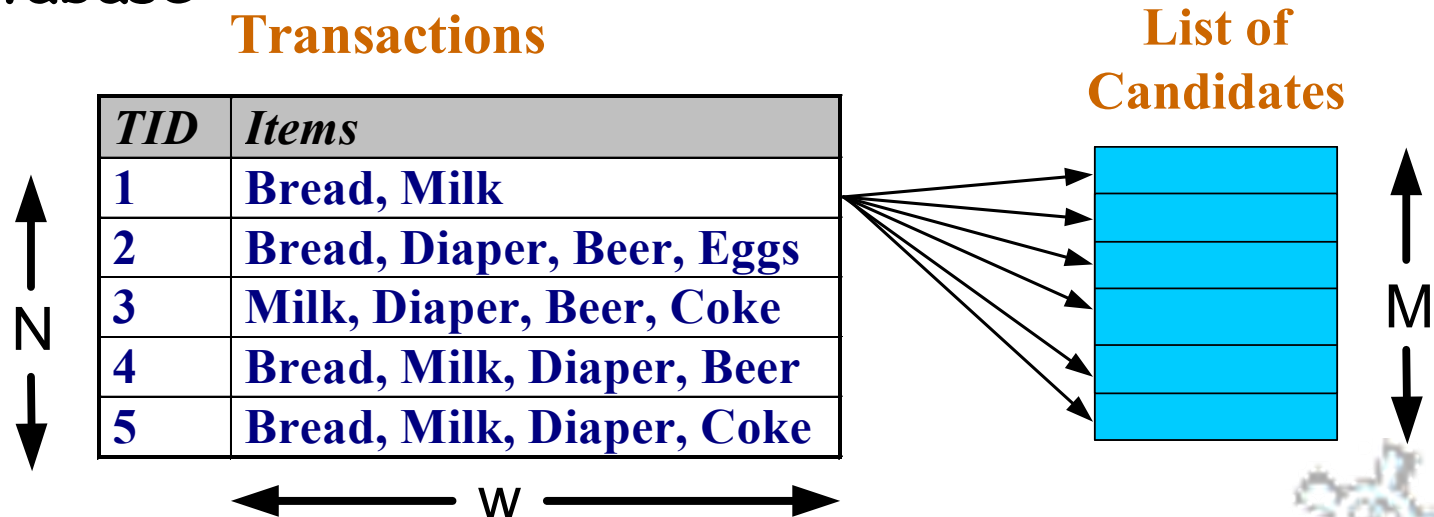 Transactions
List of
Candidates
TID Items
1 Bread, Milk
2 Bread, Diaper, Beer, Eggs
3 Milk, Diaper, Beer, Coke
4 Bread, Milk, Diaper, Beer
5 Bread, Milk, Diaper, Coke
N
M
w